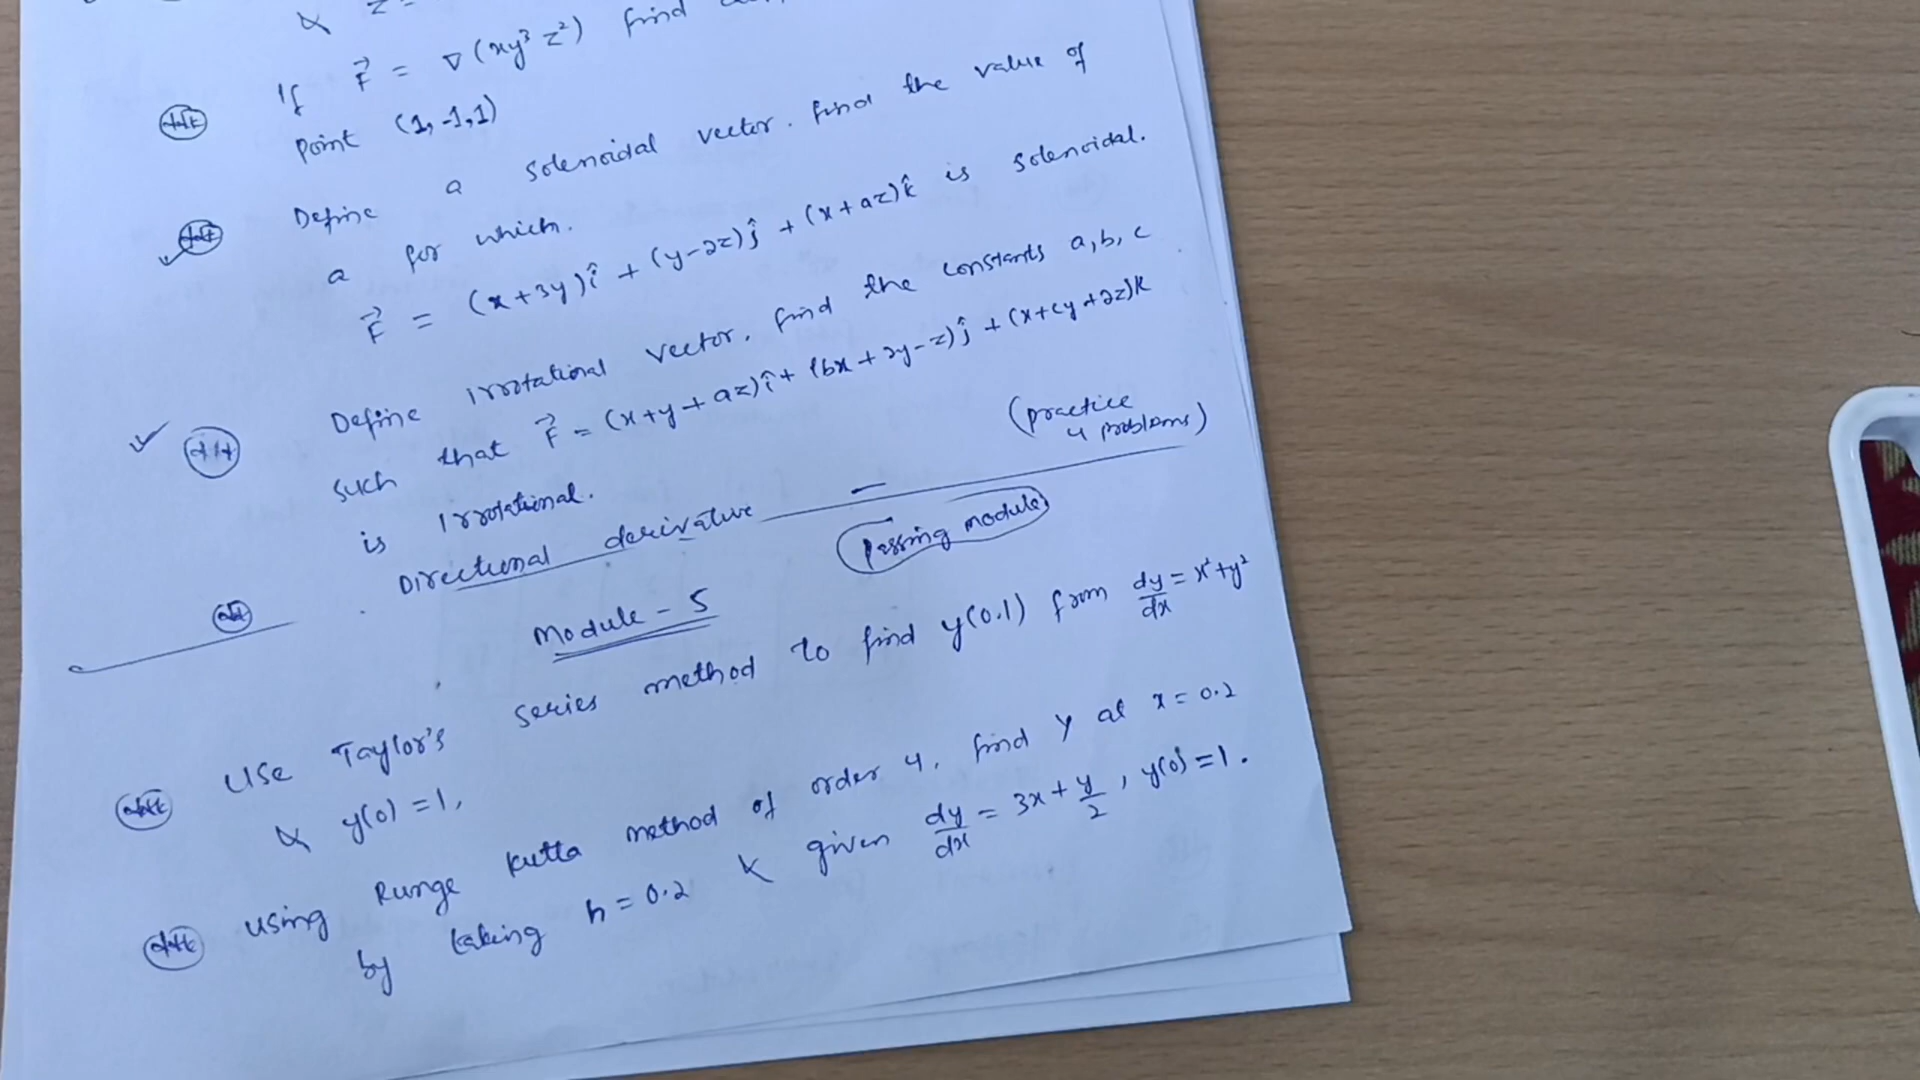 & z =
If F⃗ = ∇(xy³z²) find
Point (1,-1,1)
Define a solenoidal vector. find the value of
a for which.
F⃗ = (x+3y)î + (y-2z)ĵ + (x+az)k̂ is solenoidal.
Define irrotational vector, find the constants a,b,c
such that F⃗ = (x+y+az)î + (bx+2y-z)ĵ + (x+cy+2z)k
is Irrotational.
(practice
4 problems)
Directional derivative
Passing module
Module - 5
Use Taylor's series method to find y(0.1) from dy/dx = x²+y²
& y(0) = 1,
using Runge kutta method of order 4, find y at x = 0.2
by taking h = 0.2 & given dy/dx = 3x + y/2, y(0) = 1.